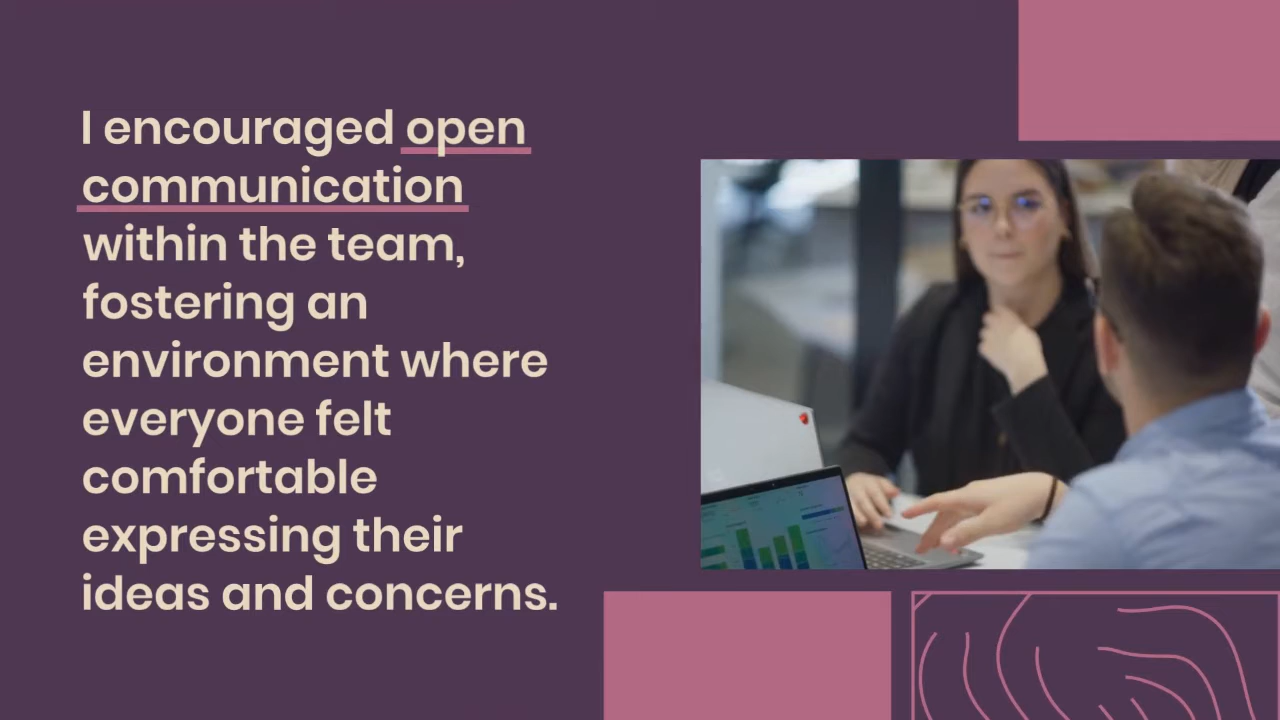 I encouraged open
communication
within the team,
fostering an
environment where
everyone felt
comfortable
expressing their
ideas and concerns.